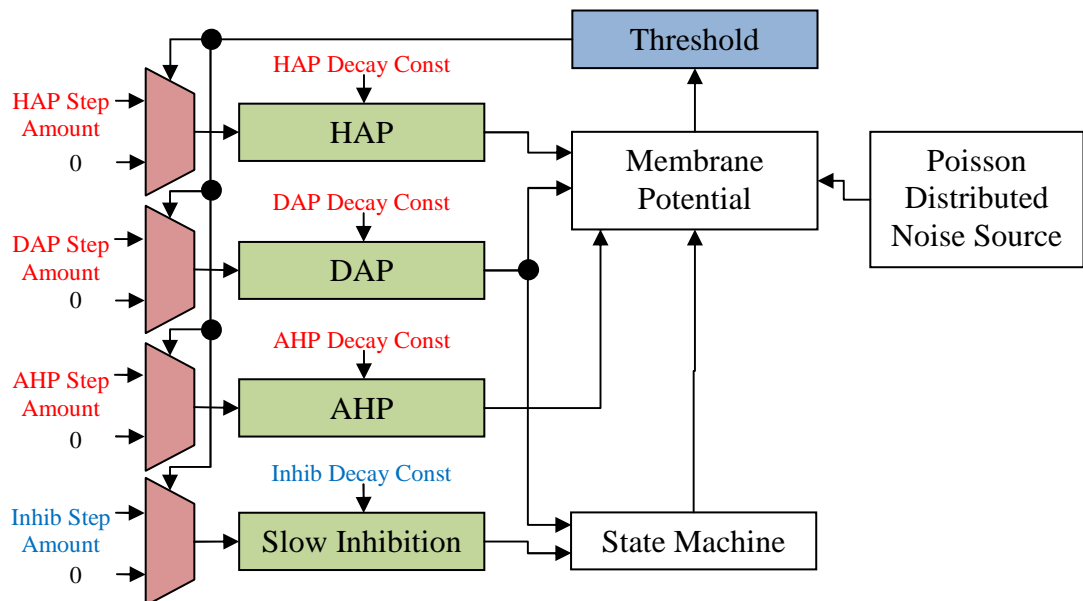 Threshold
HAP Decay Const
HAP Step
Amount
0
HAP
Membrane
Potential
Poisson
Distributed
Noise Source
DAP Decay Const
DAP Step
Amount
0
DAP
AHP Decay Const
AHP Step
Amount
0
AHP
Inhib Decay Const
Inhib Step
Amount
0
Slow Inhibition
State Machine